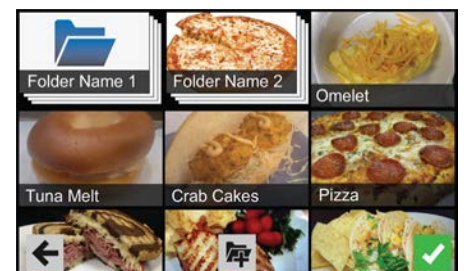 Folder Name 1
Folder Name 2
Omelet
Tuna Melt
Crab Cakes
Pizza